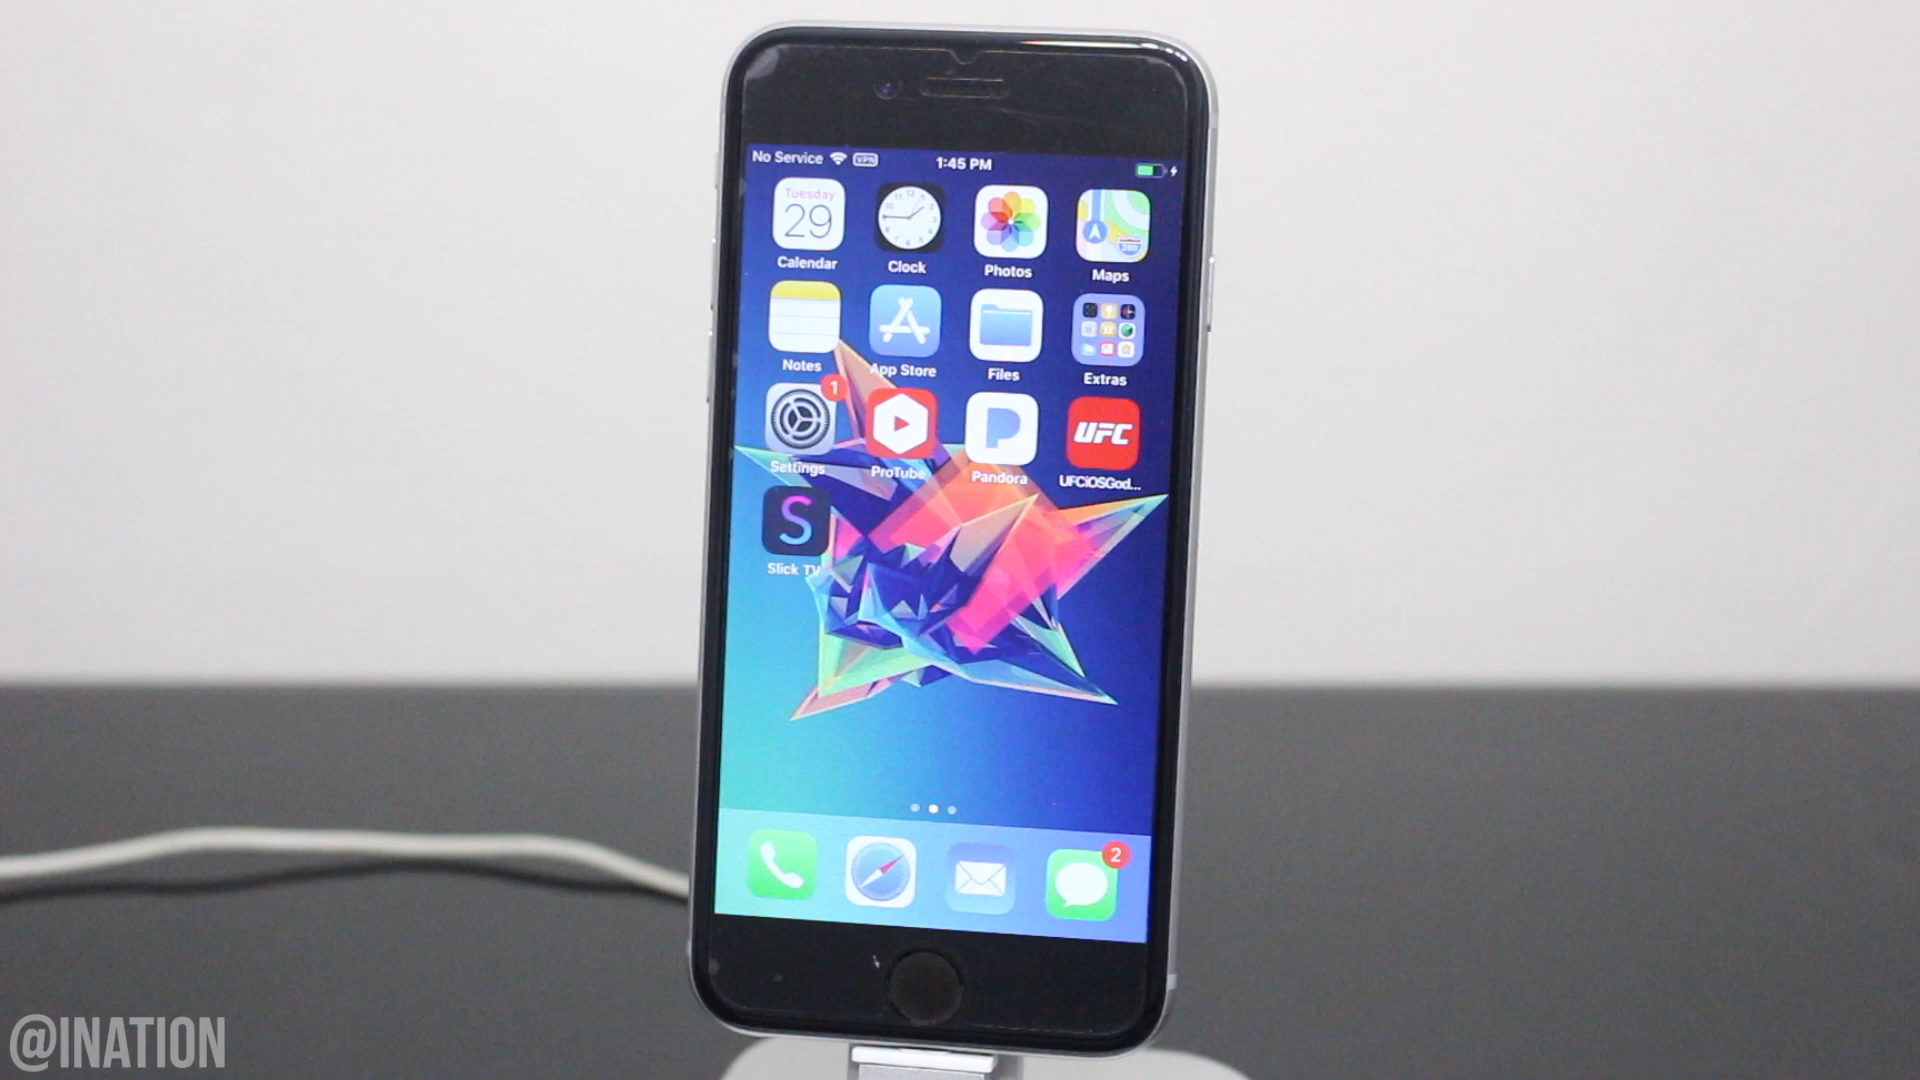 No Service VPN 1:45 PM
Tuesday
29
Calendar Clock Photos Maps
280
Notes App Store Files Extras
1
UFC
Settings ProTube Pandora UFCiOSGod...
S
Slick TV
2
@INATION